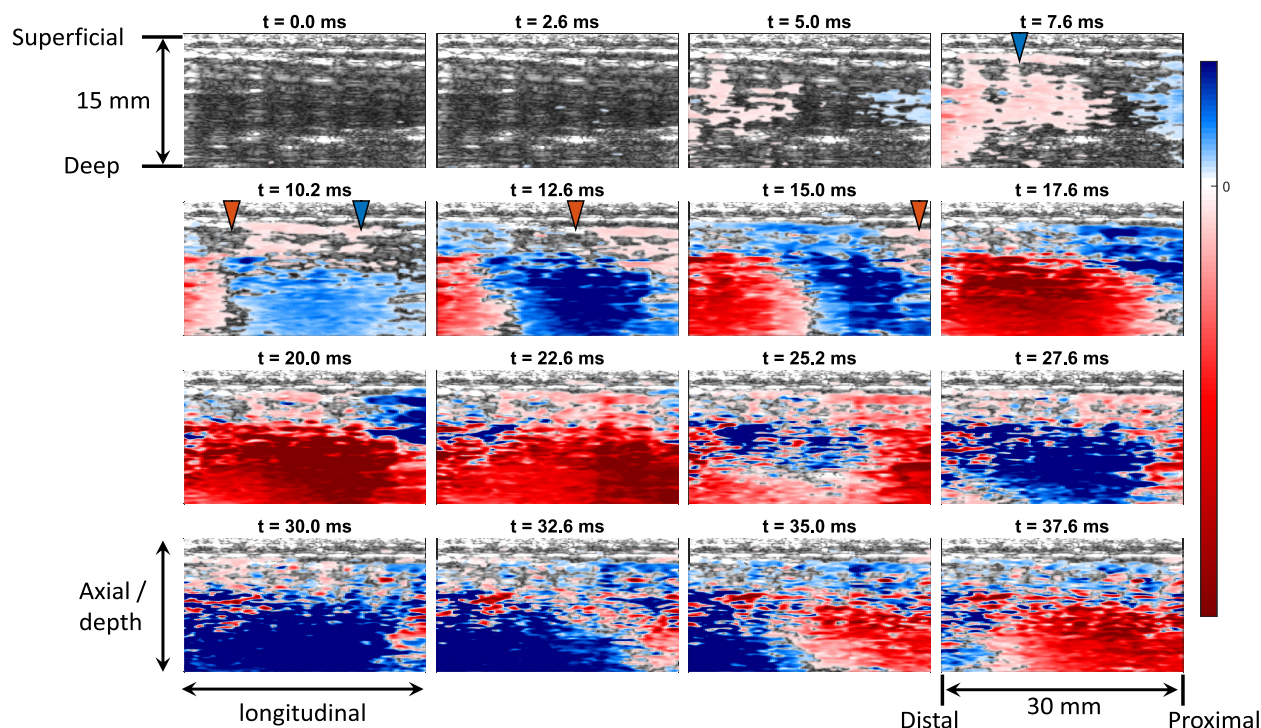 t = 0.0 ms
t = 2.6 ms
t = 5.0 ms
t = 7.6 ms
Superficial
15 mm
Deep
0
t = 10.2 ms
t = 12.6 ms
t = 15.0 ms
t = 17.6 ms
t = 20.0 ms
t = 22.6 ms
t = 25.2 ms
t = 27.6 ms
t = 30.0 ms
t = 32.6 ms
t = 35.0 ms
t = 37.6 ms
Axial /
depth
longitudinal
30 mm
Distal
Proximal